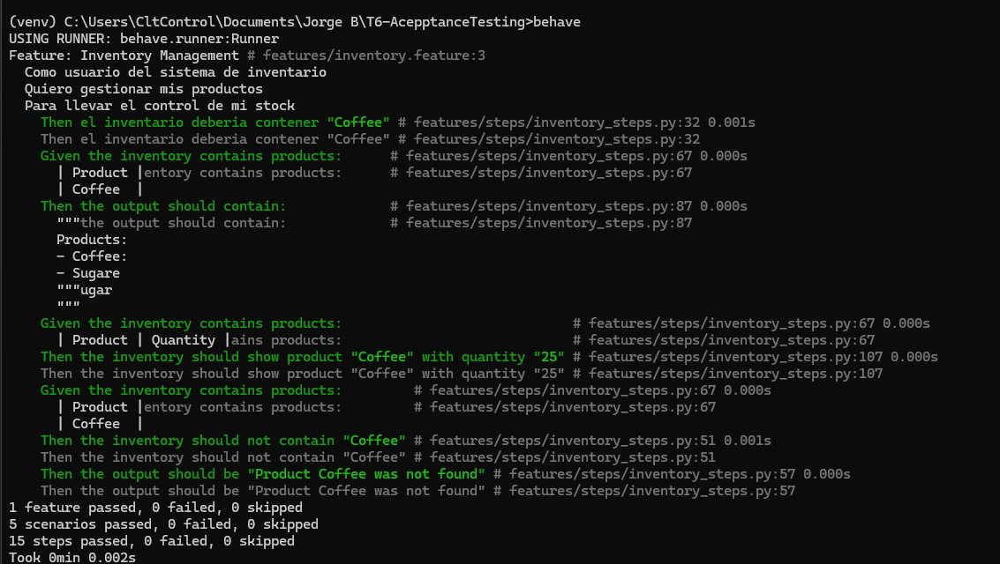 (venv) C:\Users\CltControl\Documents\Jorge B\T6-AcepptanceTesting>behave
USING RUNNER: behave.runner:Runner
Feature: Inventory Management # features/inventory.feature:3
  Como usuario del sistema de inventario
  Quiero gestionar mis productos
  Para llevar el control de mi stock
    Then el inventario deberia contener "Coffee" # features/steps/inventory_steps.py:32 0.001s
    Then el inventario deberia contener "Coffee" # features/steps/inventory_steps.py:32
    Given the inventory contains products:      # features/steps/inventory_steps.py:67 0.000s
      | Product |entory contains products:      # features/steps/inventory_steps.py:67
      | Coffee  |
    Then the output should contain:             # features/steps/inventory_steps.py:87 0.000s
      """the output should contain:             # features/steps/inventory_steps.py:87
      Products:
      - Coffee:
      - Sugare
      """ugar
      """
    Given the inventory contains products:                             # features/steps/inventory_steps.py:67 0.000s
      | Product | Quantity |ains products:                             # features/steps/inventory_steps.py:67
    Then the inventory should show product "Coffee" with quantity "25" # features/steps/inventory_steps.py:107 0.000s
    Then the inventory should show product "Coffee" with quantity "25" # features/steps/inventory_steps.py:107
    Given the inventory contains products:         # features/steps/inventory_steps.py:67 0.000s
      | Product |entory contains products:         # features/steps/inventory_steps.py:67
      | Coffee  |
    Then the inventory should not contain "Coffee" # features/steps/inventory_steps.py:51 0.001s
    Then the inventory should not contain "Coffee" # features/steps/inventory_steps.py:51
    Then the output should be "Product Coffee was not found" # features/steps/inventory_steps.py:57 0.000s
    Then the output should be "Product Coffee was not found" # features/steps/inventory_steps.py:57
1 feature passed, 0 failed, 0 skipped
5 scenarios passed, 0 failed, 0 skipped
15 steps passed, 0 failed, 0 skipped
Took 0min 0.002s